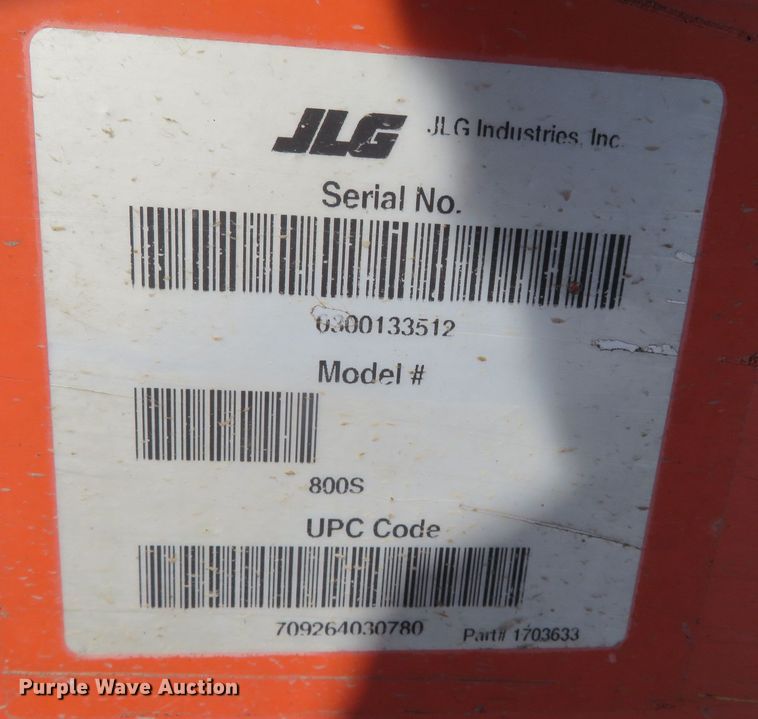 JLG JLG Industries, Inc.
Serial No.
0300133512
Model #
800S
UPC Code
709264030780 Part# 1703633
Purple Wave Auction